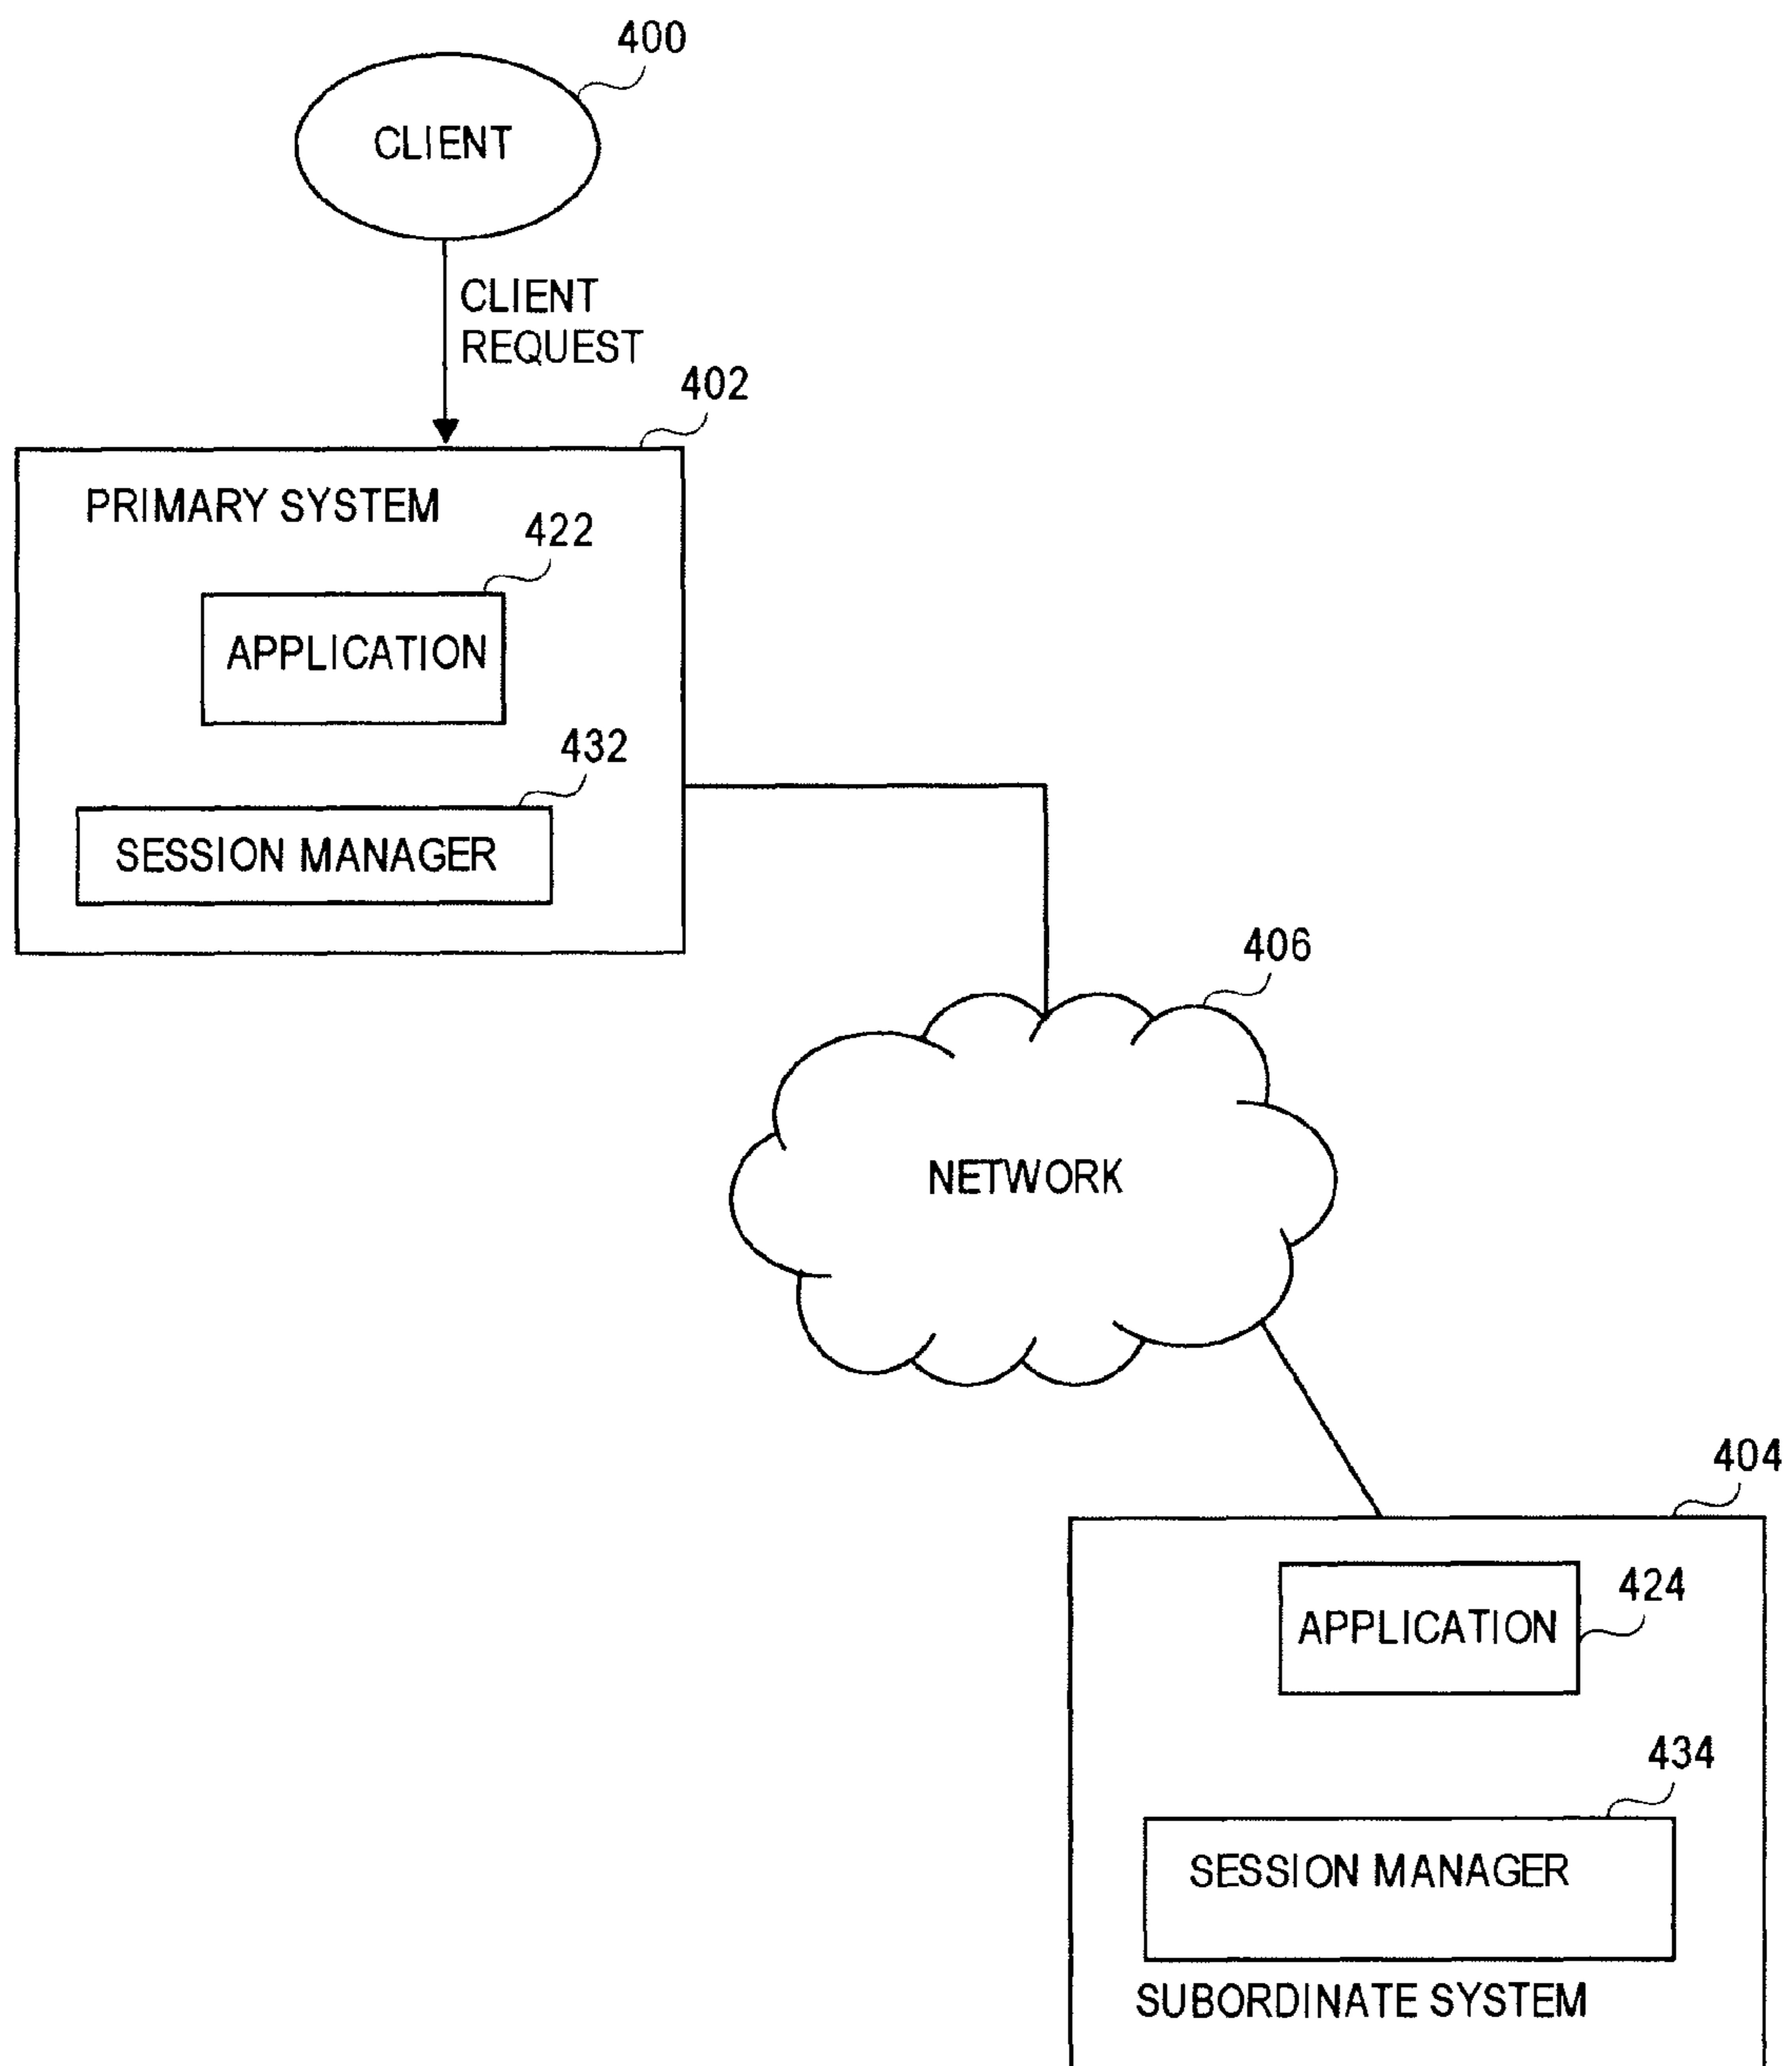 400
CLIENT
CLIENT
REQUEST
402
PRIMARY SYSTEM
422
APPLICATION
432
SESSION MANAGER
406
NETWORK
404
424
APPLICATION
434
SESSION MANAGER
SUBORDINATE SYSTEM